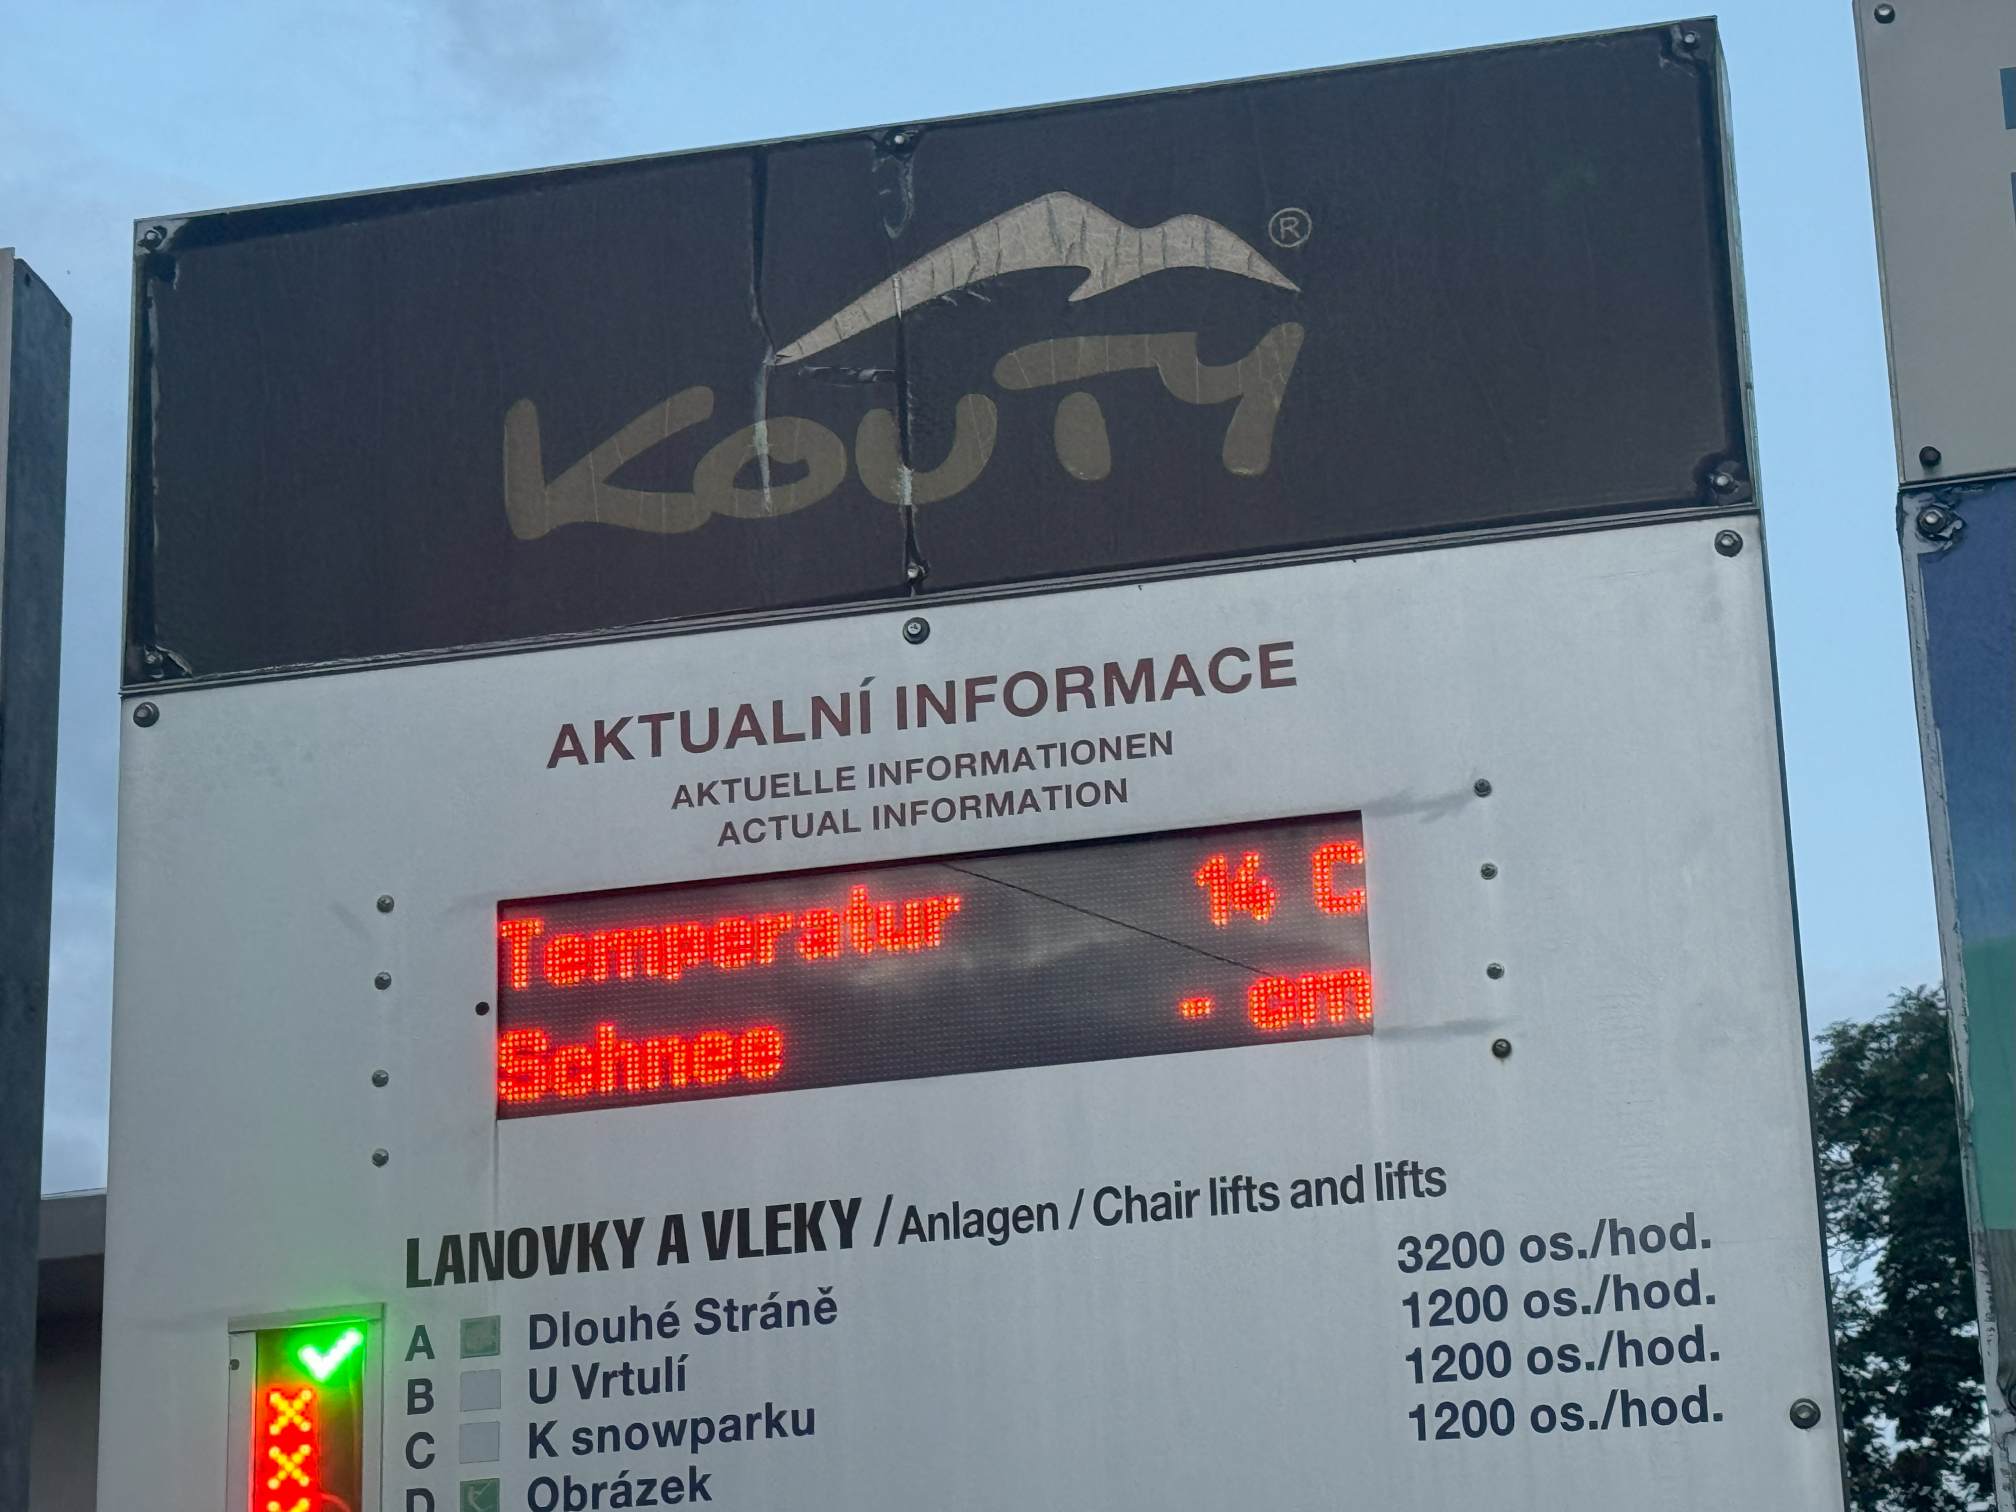 KOUTY ®
AKTUALNÍ INFORMACE
AKTUELLE INFORMATIONEN
ACTUAL INFORMATION
Temperatur 14 C
Schnee - cm
LANOVKY A VLEKY / Anlagen / Chair lifts and lifts
A Dlouhé Stráně 3200 os./hod.
B U Vrtulí 1200 os./hod.
C K snowparku 1200 os./hod.
D Obrázek 1200 os./hod.